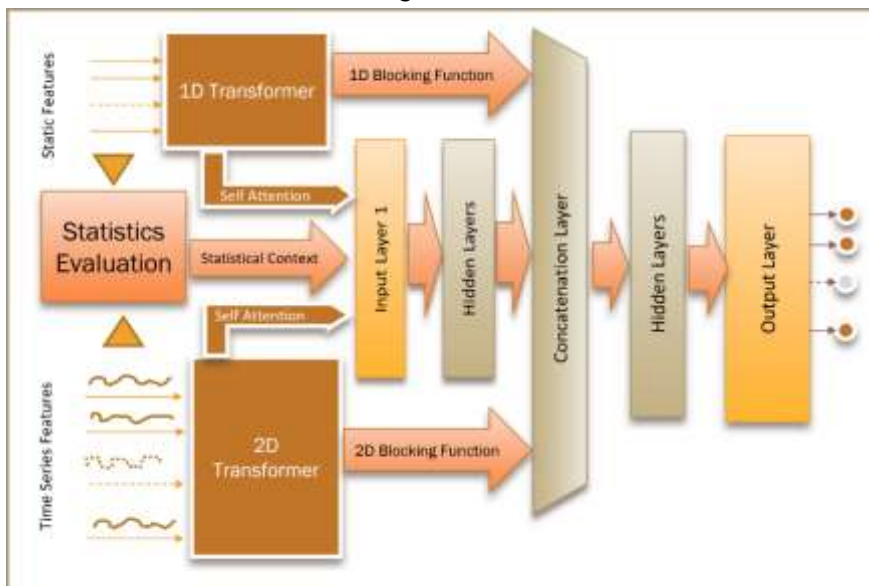 Static Features
1D Transformer
1D Blocking Function
Self Attention
Statistics
Evaluation
Statistical Context
Input Layer 1
Hidden Layers
Concatenation Layer
Hidden Layers
Output Layer
Self Attention
Time Series Features
2D
Transformer
2D Blocking Function